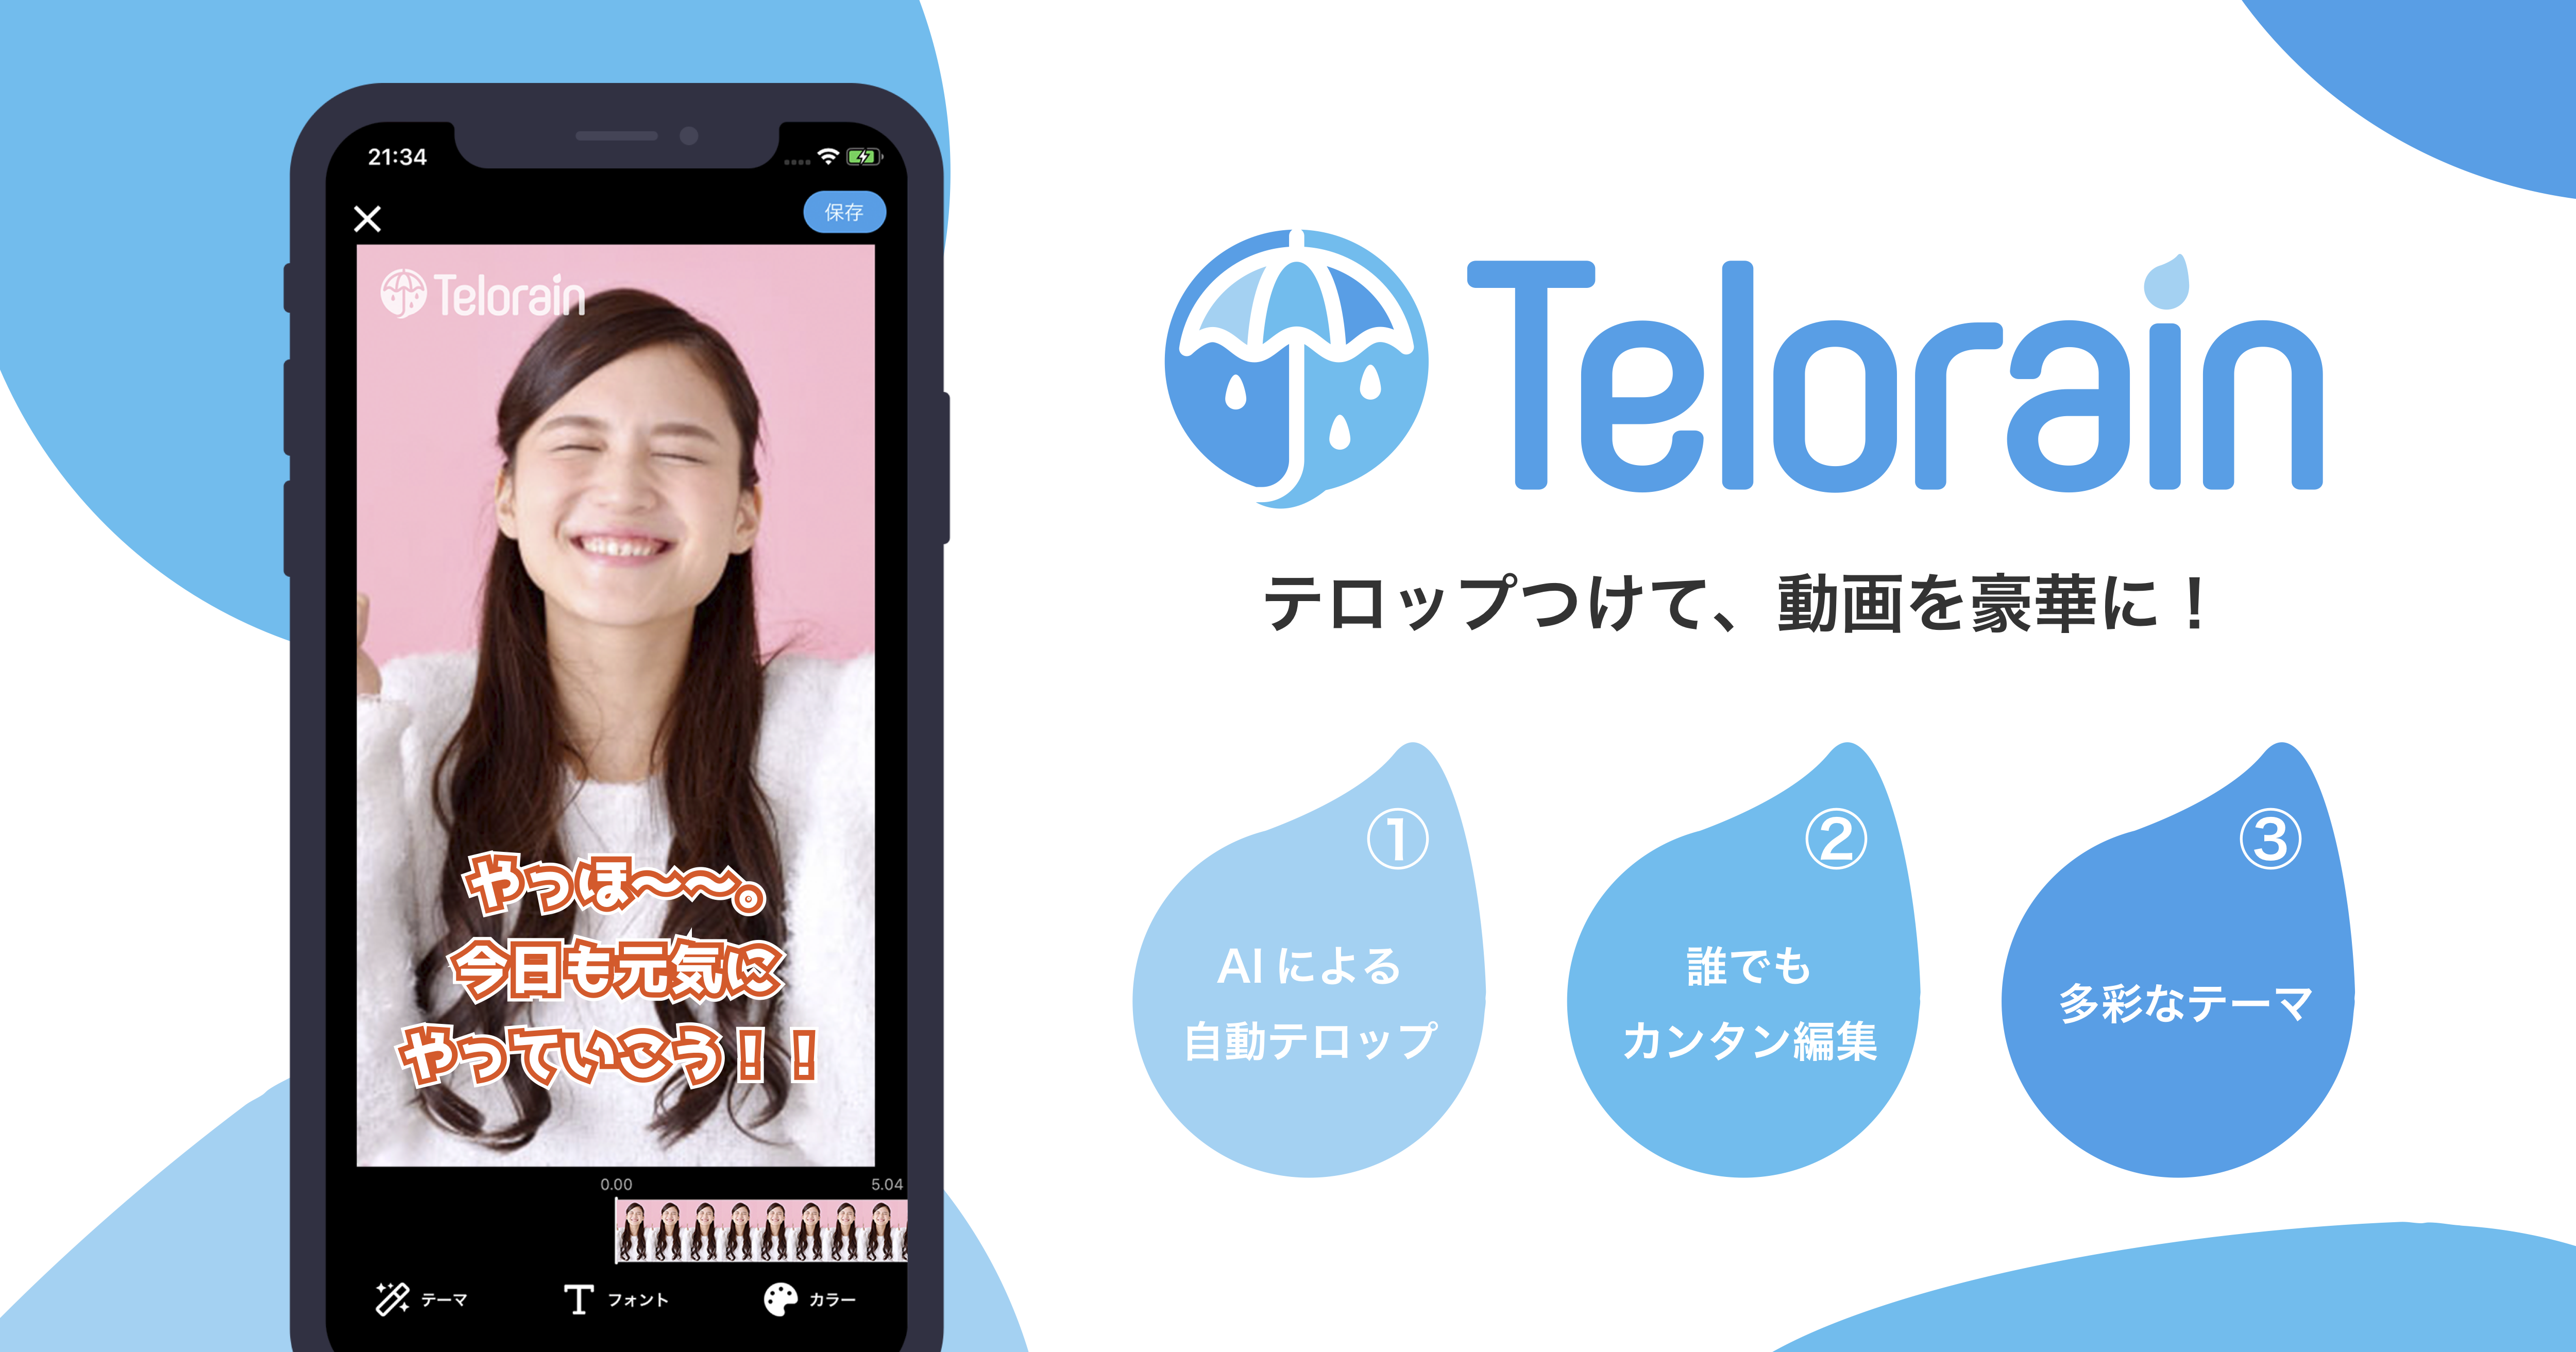 21:34
保存
Telorain
やっほ～～。
今日も元気に
やっていこう！！
0.00
5.04
テーマ
フォント
カラー
Telorain
テロップつけて、動画を豪華に！
①
AIによる
自動テロップ
②
誰でも
カンタン編集
③
多彩なテーマ